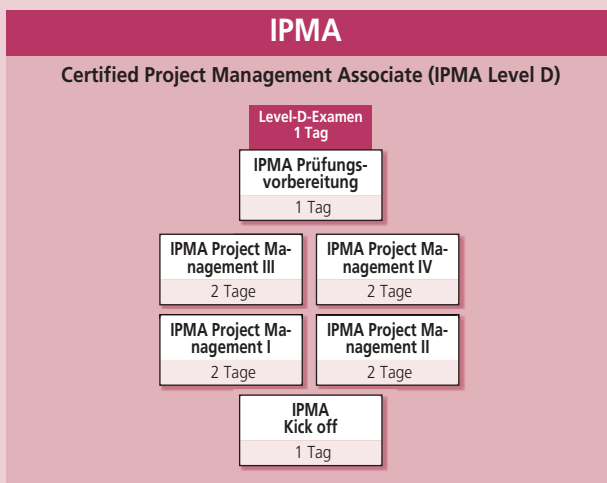 IPMA
Certified Project Management Associate (IPMA Level D)
Level-D-Examen
1 Tag
IPMA Prüfungs-
vorbereitung
1 Tag
IPMA Project Ma-
nagement III
2 Tage
IPMA Project Ma-
nagement IV
2 Tage
IPMA Project Ma-
nagement I
2 Tage
IPMA Project Ma-
nagement II
2 Tage
IPMA
Kick off
1 Tag